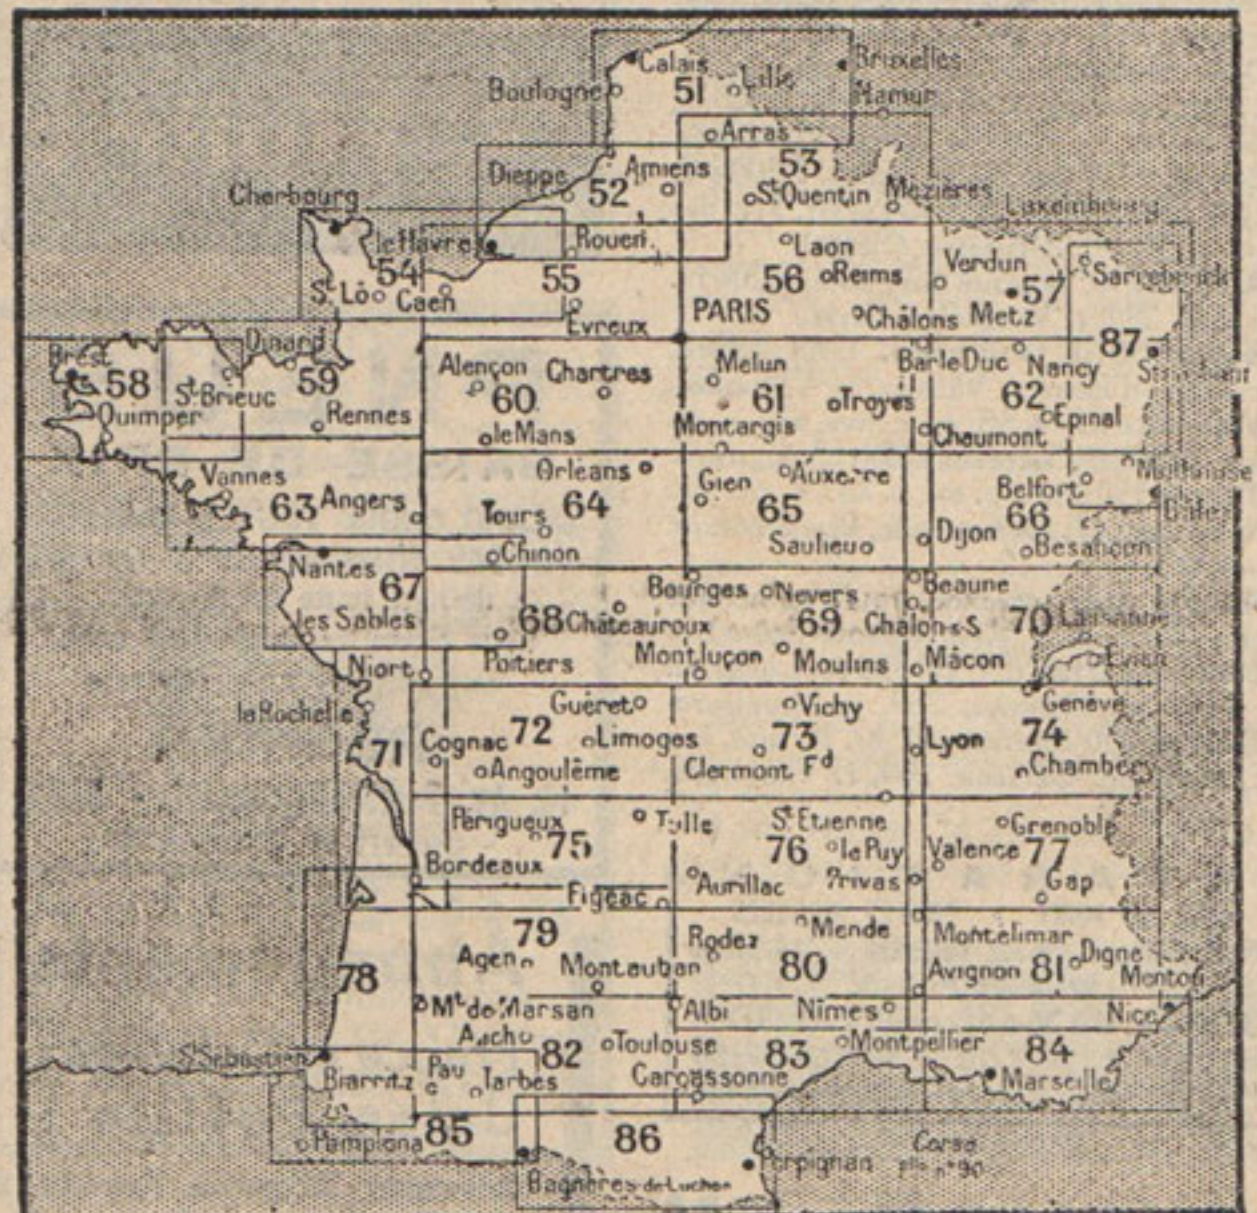 Calais
Bruxelles
Boulogne
51
Lille
Namur
Arras
Dieppe
Amiens
53
52
St Quentin
Mézières
Cherbourg
Luxembourg
le Havre
Rouen
Laon
Verdun
Sarrebruck
54
55
56
Reims
57
St Lô
Caen
PARIS
Châlons
Metz
Evreux
Brest
Dinard
Alençon
Chartres
Melun
Bar le Duc
Nancy
87
58
St Brieuc
59
60
61
Troyes
62
Epinal
Quimper
Rennes
le Mans
Montargis
Chaumont
Vannes
Orléans
Gien
Auxerre
Belfort
Mulhouse
63
Angers
Tours
64
65
Dijon
66
Saulieu
Besançon
Chinon
Nantes
67
Bourges
Nevers
Beaune
les Sables
68
Châteauroux
69
Chalon-s-S
70
Lausanne
Niort
Poitiers
Montluçon
Moulins
Mâcon
Evian
la Rochelle
Guéret
Vichy
Genève
71
Cognac
72
Limoges
73
Lyon
74
Angoulême
Clermont Fd
Chambéry
Périgueux
Tulle
St Etienne
Grenoble
75
76
le Puy
Valence
77
Bordeaux
Aurillac
Privas
Gap
Figeac
79
Rodez
Mende
Montélimar
78
Agen
Montauban
80
Avignon
81
Digne
Menton
Mt de Marsan
Albi
Nîmes
Nice
Auch
82
Toulouse
83
Montpellier
84
St Sébastien
Biarritz
Pau
Tarbes
Carcassonne
Marseille
Pamplona
85
86
Perpignan
Corse
n° 90
Bagnères-de-Luchon